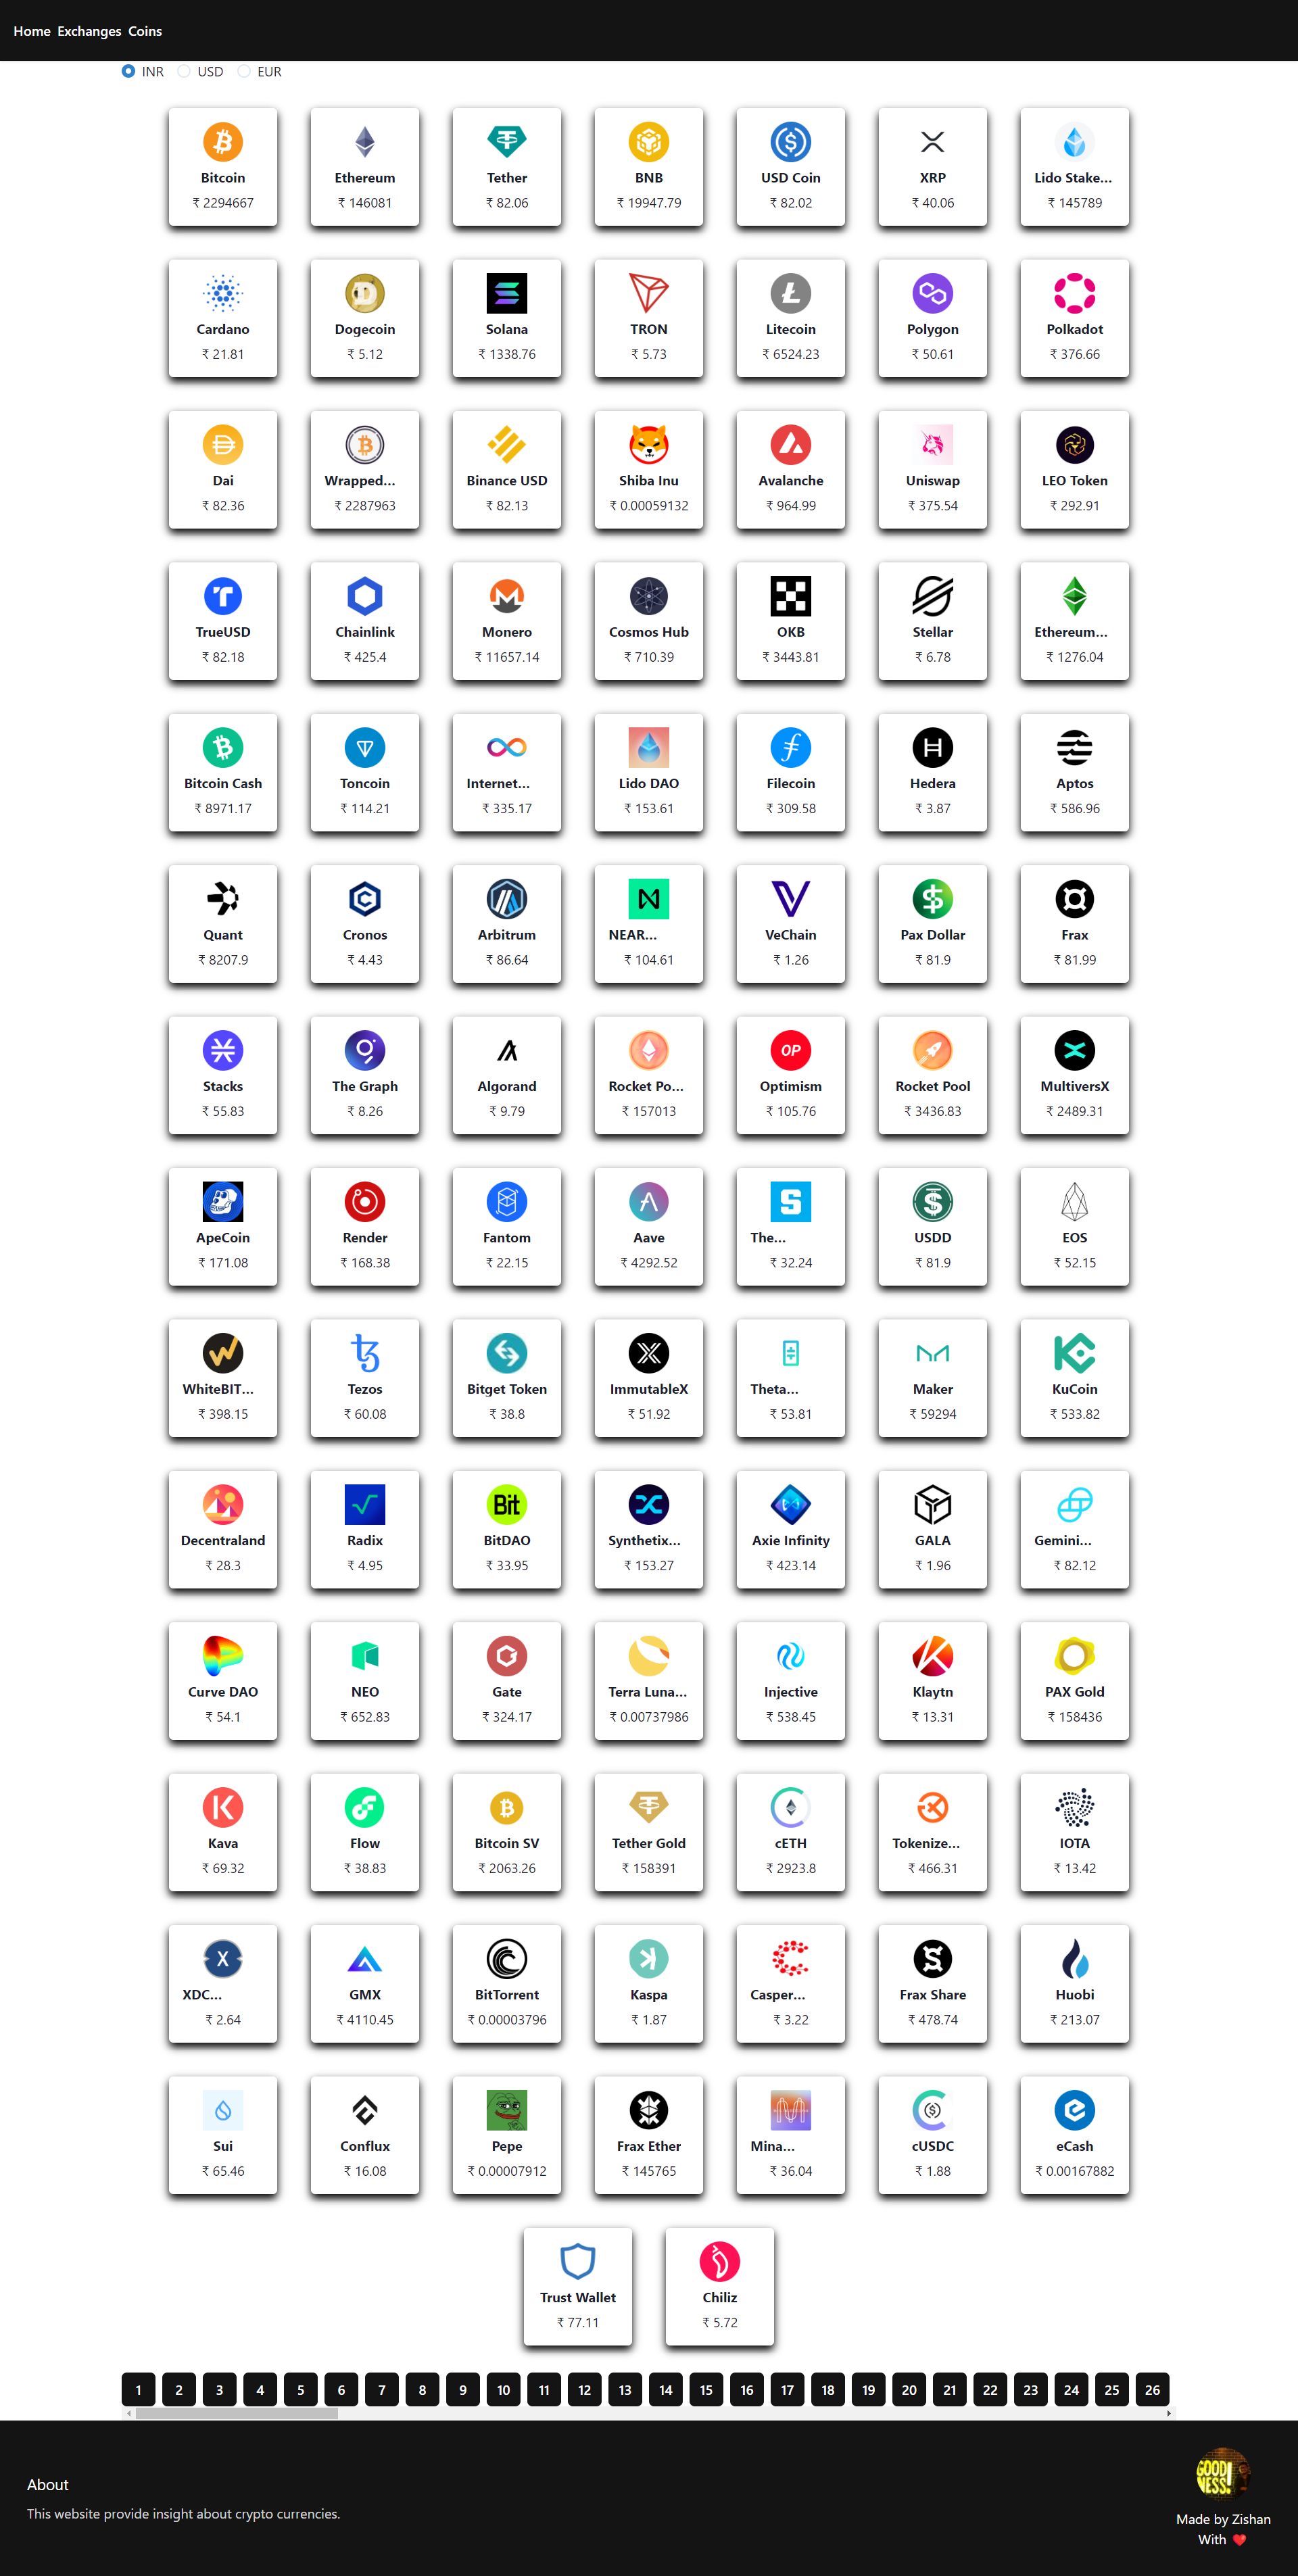 Home Exchanges Coins
INR USD EUR
Bitcoin Ethereum Tether BNB USD Coin XRP Lido Stake...
₹ 2294667 ₹ 146081 ₹ 82.06 ₹ 19947.79 ₹ 82.02 ₹ 40.06 ₹ 145789
Cardano Dogecoin Solana TRON Litecoin Polygon Polkadot
₹ 21.81 ₹ 5.12 ₹ 1338.76 ₹ 5.73 ₹ 6524.23 ₹ 50.61 ₹ 376.66
Dai Wrapped... Binance USD Shiba Inu Avalanche Uniswap LEO Token
₹ 82.36 ₹ 2287963 ₹ 82.13 ₹ 0.00059132 ₹ 964.99 ₹ 375.54 ₹ 292.91
TrueUSD Chainlink Monero Cosmos Hub OKB Stellar Ethereum...
₹ 82.18 ₹ 425.4 ₹ 11657.14 ₹ 710.39 ₹ 3443.81 ₹ 6.78 ₹ 1276.04
Bitcoin Cash Toncoin Internet... Lido DAO Filecoin Hedera Aptos
₹ 8971.17 ₹ 114.21 ₹ 335.17 ₹ 153.61 ₹ 309.58 ₹ 3.87 ₹ 586.96
Quant Cronos Arbitrum NEAR... VeChain Pax Dollar Frax
₹ 8207.9 ₹ 4.43 ₹ 86.64 ₹ 104.61 ₹ 1.26 ₹ 81.9 ₹ 81.99
OP
Stacks The Graph Algorand Rocket Po... Optimism Rocket Pool MultiversX
₹ 55.83 ₹ 8.26 ₹ 9.79 ₹ 157013 ₹ 105.76 ₹ 3436.83 ₹ 2489.31
ApeCoin Render Fantom Aave The... USDD EOS
₹ 171.08 ₹ 168.38 ₹ 22.15 ₹ 4292.52 ₹ 32.24 ₹ 81.9 ₹ 52.15
WhiteBIT... Tezos Bitget Token ImmutableX Theta... Maker KuCoin
₹ 398.15 ₹ 60.08 ₹ 38.8 ₹ 51.92 ₹ 53.81 ₹ 59294 ₹ 533.82
Bit
Decentraland Radix BitDAO Synthetix... Axie Infinity GALA Gemini...
₹ 28.3 ₹ 4.95 ₹ 33.95 ₹ 153.27 ₹ 423.14 ₹ 1.96 ₹ 82.12
Curve DAO NEO Gate Terra Luna... Injective Klaytn PAX Gold
₹ 54.1 ₹ 652.83 ₹ 324.17 ₹ 0.00737986 ₹ 538.45 ₹ 13.31 ₹ 158436
Kava Flow Bitcoin SV Tether Gold cETH Tokenize... IOTA
₹ 69.32 ₹ 38.83 ₹ 2063.26 ₹ 158391 ₹ 2923.8 ₹ 466.31 ₹ 13.42
XDC... GMX BitTorrent Kaspa Casper... Frax Share Huobi
₹ 2.64 ₹ 4110.45 ₹ 0.00003796 ₹ 1.87 ₹ 3.22 ₹ 478.74 ₹ 213.07
Sui Conflux Pepe Frax Ether Mina... cUSDC eCash
₹ 65.46 ₹ 16.08 ₹ 0.00007912 ₹ 145765 ₹ 36.04 ₹ 1.88 ₹ 0.00167882
Trust Wallet Chiliz
₹ 77.11 ₹ 5.72
1 2 3 4 5 6 7 8 9 10 11 12 13 14 15 16 17 18 19 20 21 22 23 24 25 26
GOOD
NESS!
About
This website provide insight about crypto currencies.
Made by Zishan
With ❤️